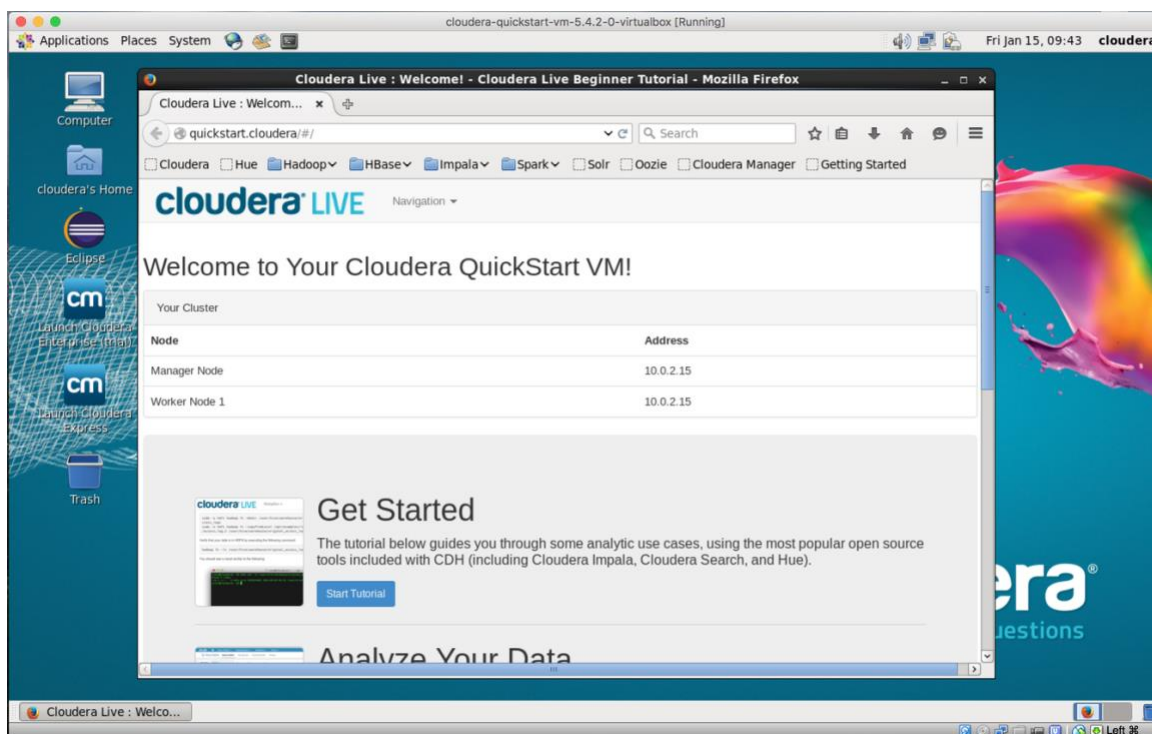 cloudera-quickstart-vm-5.4.2-0-virtualbox [Running]
Applications Places System
Fri Jan 15, 09:43 cloudera
Computer
cloudera's Home
Eclipse
cm
Launch Cloudera
Enterprise (trial)
cm
Launch Cloudera
Express
Trash
Cloudera Live : Welcome! - Cloudera Live Beginner Tutorial - Mozilla Firefox
Cloudera Live : Welcom...
quickstart.cloudera/#/
Search
Cloudera Hue Hadoop HBase Impala Spark Solr Oozie Cloudera Manager Getting Started
cloudera LIVE Navigation
Welcome to Your Cloudera QuickStart VM!
Your Cluster
Node Address
Manager Node 10.0.2.15
Worker Node 1 10.0.2.15
cloudera LIVE
Get Started
The tutorial below guides you through some analytic use cases, using the most popular open source
tools included with CDH (including Cloudera Impala, Cloudera Search, and Hue).
Start Tutorial
Analyze Your Data
era®
uestions
Cloudera Live : Welco...
Left ⌘